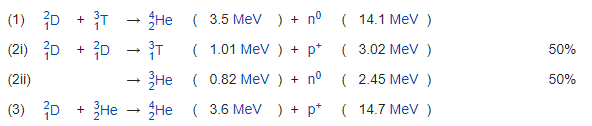 (1) ²₁D + ³₁T → ⁴₂He ( 3.5 MeV ) + n⁰ ( 14.1 MeV )
(2i) ²₁D + ²₁D → ³₁T ( 1.01 MeV ) + p⁺ ( 3.02 MeV ) 50%
(2ii) → ³₂He ( 0.82 MeV ) + n⁰ ( 2.45 MeV ) 50%
(3) ²₁D + ³₂He → ⁴₂He ( 3.6 MeV ) + p⁺ ( 14.7 MeV )